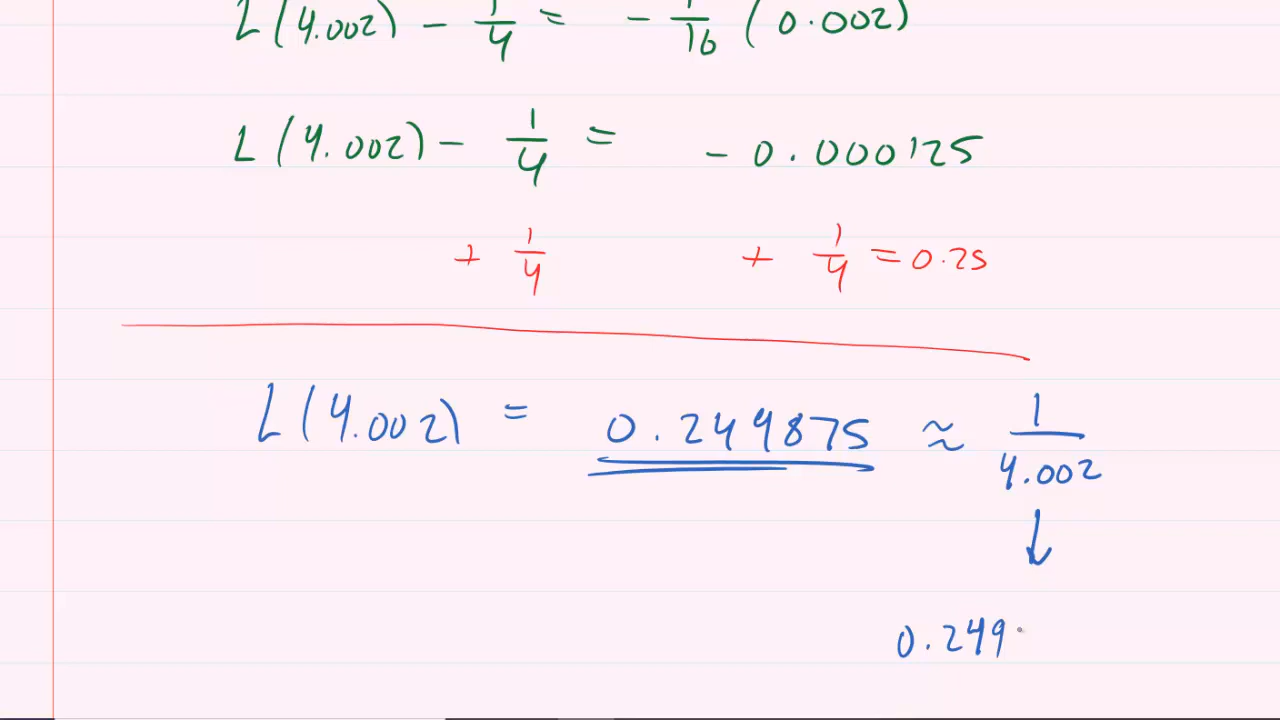 L(4.002) - 1/4 = - 1/16 (0.002)
L(4.002) - 1/4 = - 0.000125
+ 1/4 + 1/4 = 0.25
L(4.002) = 0.249875 ≈ 1/4.002
↓
0.249